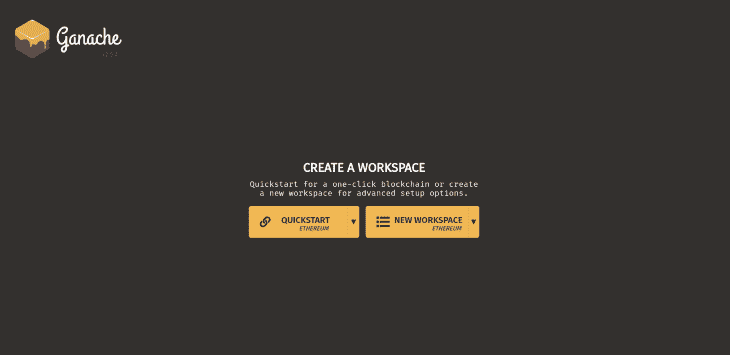 Ganache
CREATE A WORKSPACE
Quickstart for a one-click blockchain or create
a new workspace for advanced setup options.
QUICKSTART
ETHEREUM
NEW WORKSPACE
ETHEREUM